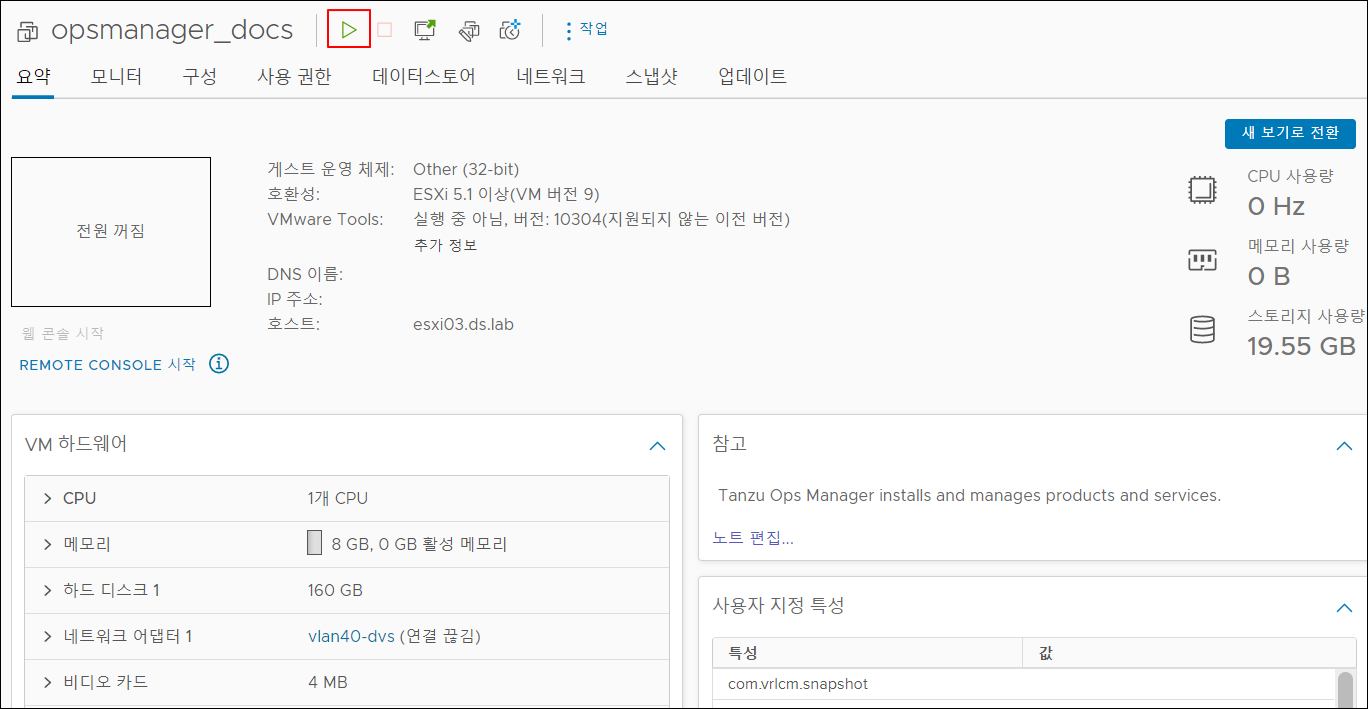 opsmanager_docs
작업
요약 모니터 구성 사용 권한 데이터스토어 네트워크 스냅샷 업데이트
새 보기로 전환
전원 꺼짐
웹 콘솔 시작
REMOTE CONSOLE 시작
게스트 운영 체제: Other (32-bit)
호환성: ESXi 5.1 이상(VM 버전 9)
VMware Tools: 실행 중 아님, 버전: 10304(지원되지 않는 이전 버전)
추가 정보
DNS 이름:
IP 주소:
호스트: esxi03.ds.lab
CPU 사용량
0 Hz
메모리 사용량
0 B
스토리지 사용량
19.55 GB
VM 하드웨어
CPU 1개 CPU
메모리 8 GB, 0 GB 활성 메모리
하드 디스크 1 160 GB
네트워크 어댑터 1 vlan40-dvs (연결 끊김)
비디오 카드 4 MB
참고
Tanzu Ops Manager installs and manages products and services.
노트 편집...
사용자 지정 특성
특성 값
com.vrlcm.snapshot